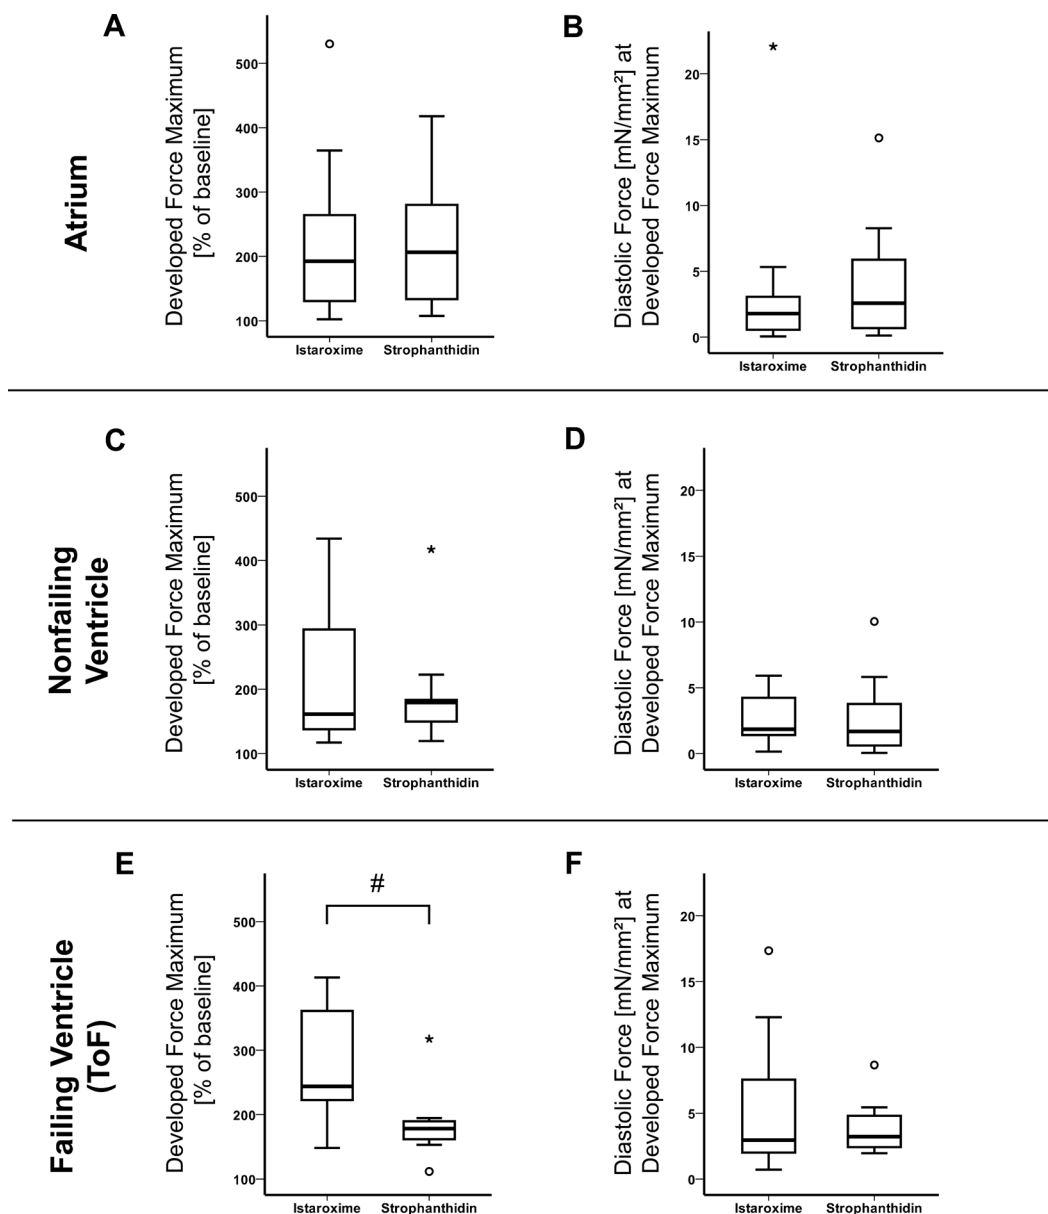 A
B
Atrium
Developed Force Maximum
[% of baseline]
500
400
300
200
100
Istaroxime
Strophanthidin
Diastolic Force [mN/mm²] at
Developed Force Maximum
20
15
10
5
0
*
Istaroxime
Strophanthidin
C
D
Nonfailing
Ventricle
Developed Force Maximum
[% of baseline]
500
400
300
200
100
*
Istaroxime
Strophanthidin
Diastolic Force [mN/mm²] at
Developed Force Maximum
20
15
10
5
0
Istaroxime
Strophanthidin
E
F
Failing Ventricle
(ToF)
Developed Force Maximum
[% of baseline]
500
400
300
200
100
#
*
Istaroxime
Strophanthidin
Diastolic Force [mN/mm²] at
Developed Force Maximum
20
15
10
5
0
Istaroxime
Strophanthidin